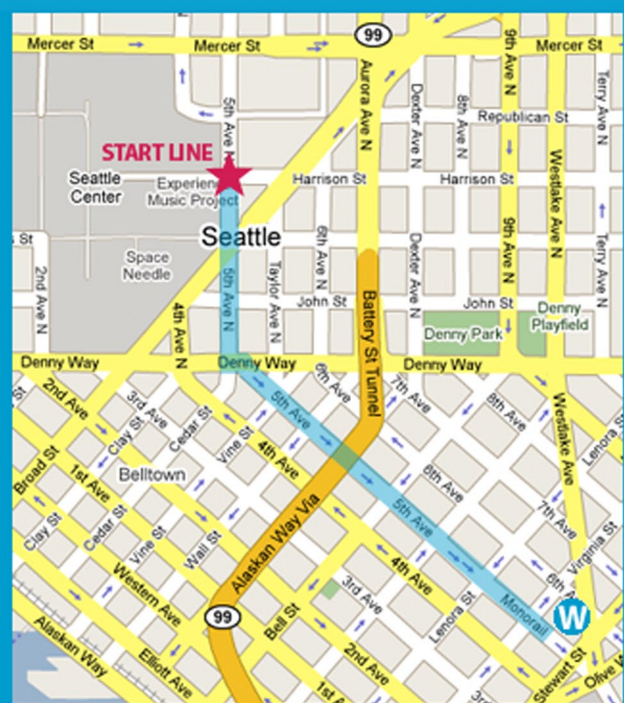 Mercer St
Mercer St
99
Mercer St
5th Ave N
Aurora Ave N
Dexter Ave N
8th Ave N
9th Ave N
Republican St
Terry Ave N
START LINE
Seattle
Center
Experienc
Music Project
Harrison St
Harrison St
Westlake Ave N
Seattle
Space
Needle
s St
2nd Ave N
5th Ave N
Taylor Ave N
6th Ave N
John St
Dexter Ave N
9th Ave N
John St
Terry Ave N
Denny Park
Denny
Playfield
4th Ave N
Battery St Tunnel
Denny Way
Denny Way
Denny Way
2nd Ave
3rd Ave
Clay St
Cedar St
Vine St
5th Ave
6th Ave
7th Ave
8th Ave
Westlake Ave
Lenora St
Broad St
Belltown
4th Ave
1st Ave
6th Ave
5th Ave
7th Ave
Virginia St
Clay St
Cedar St
Vine St
Wall St
Alaskan Way Via
4th Ave
Western Ave
3rd Ave
Lenora St
6th A
Monorail
W
99
Bell St
Alaskan Way
Elliott Ave
2nd Ave
Stewart St
Olive W
1st A
3rd